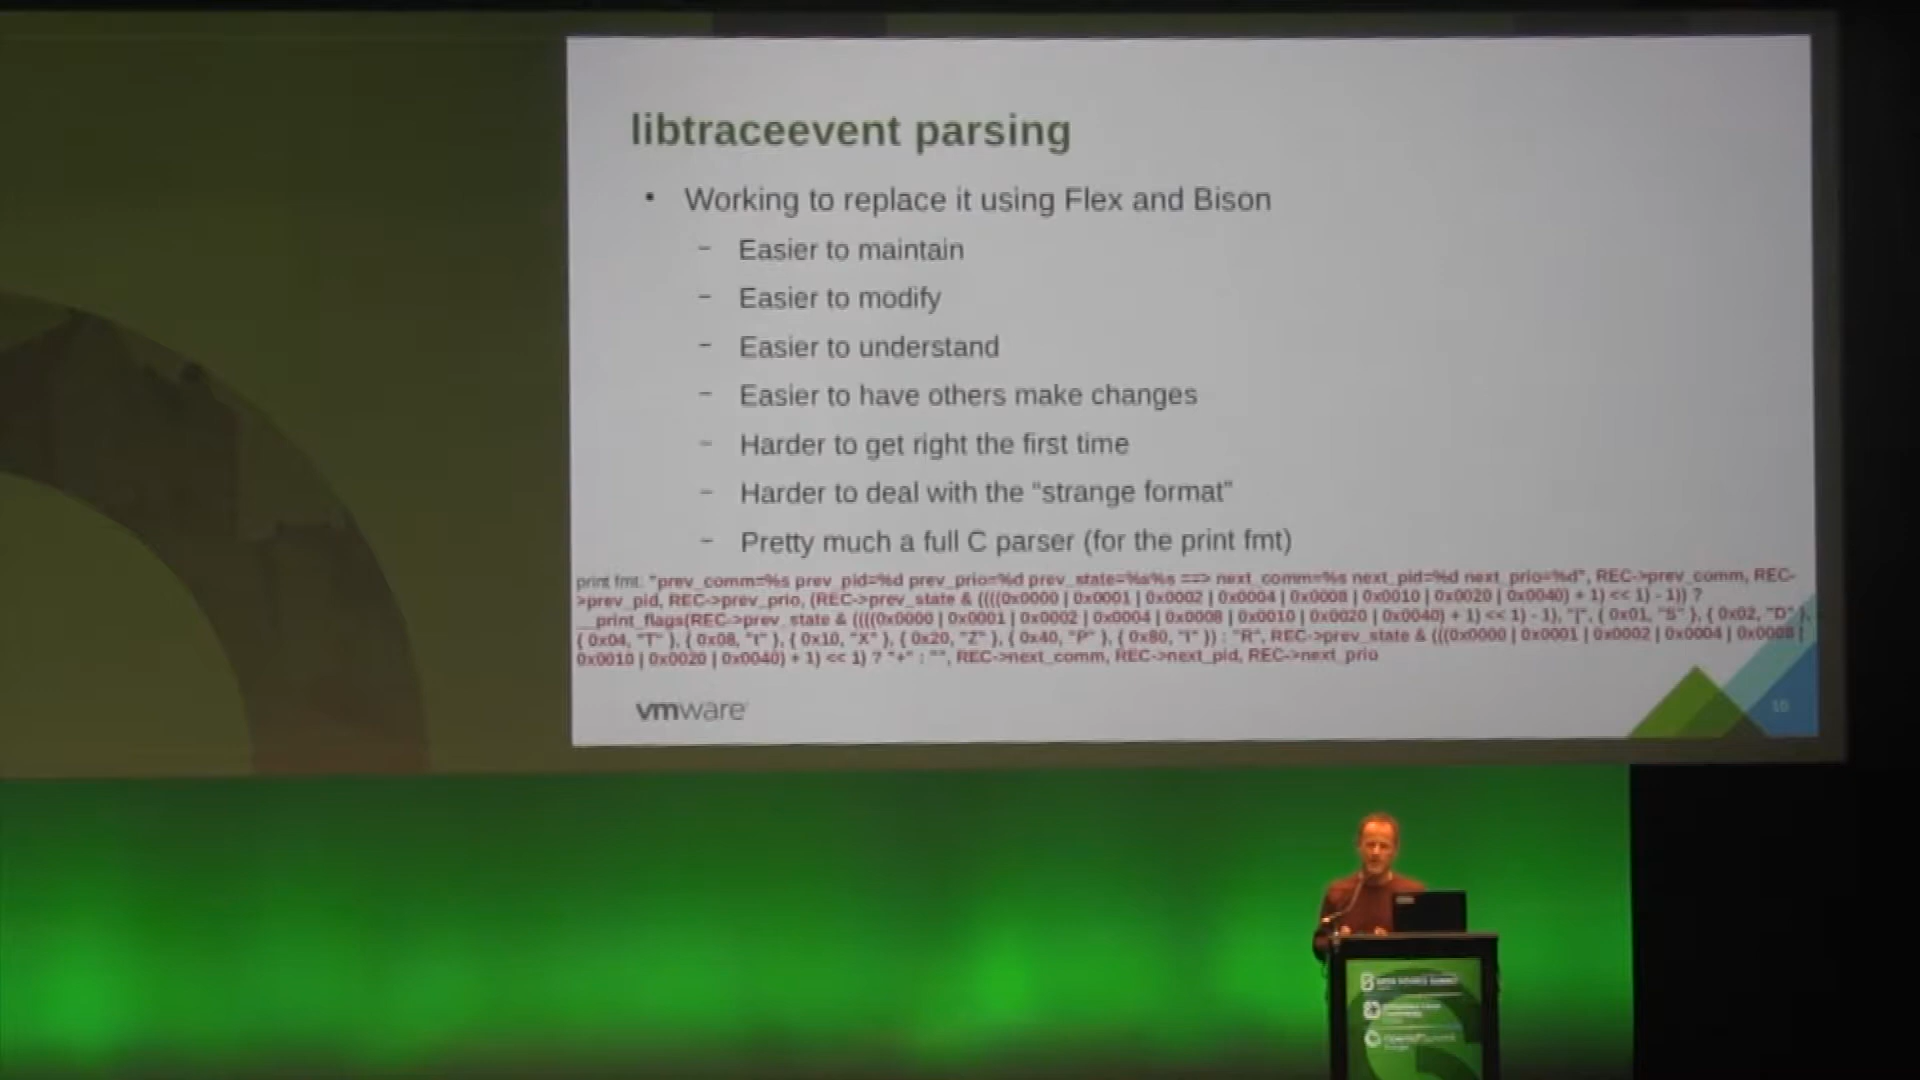 libtraceevent parsing
• Working to replace it using Flex and Bison
– Easier to maintain
– Easier to modify
– Easier to understand
– Easier to have others make changes
– Harder to get right the first time
– Harder to deal with the “strange format”
– Pretty much a full C parser (for the print fmt)
print fmt: "prev_comm=%s prev_pid=%d prev_prio=%d prev_state=%s%s ==> next_comm=%s next_pid=%d next_prio=%d", REC->prev_comm, REC-
>prev_pid, REC->prev_prio, (REC->prev_state & ((((0x0000 | 0x0001 | 0x0002 | 0x0004 | 0x0008 | 0x0010 | 0x0020 | 0x0040) + 1) << 1) - 1)) ?
__print_flags(REC->prev_state & ((((0x0000 | 0x0001 | 0x0002 | 0x0004 | 0x0008 | 0x0010 | 0x0020 | 0x0040) + 1) << 1) - 1), "|", { 0x01, "S" }, { 0x02, "D" },
{ 0x04, "T" }, { 0x08, "t" }, { 0x10, "X" }, { 0x20, "Z" }, { 0x40, "P" }, { 0x80, "I" }) : "R", REC->prev_state & (((0x0000 | 0x0001 | 0x0002 | 0x0004 | 0x0008 |
0x0010 | 0x0020 | 0x0040) + 1) << 1) ? "+" : "", REC->next_comm, REC->next_pid, REC->next_prio
vmware
16
OPEN SOURCE SUMMIT